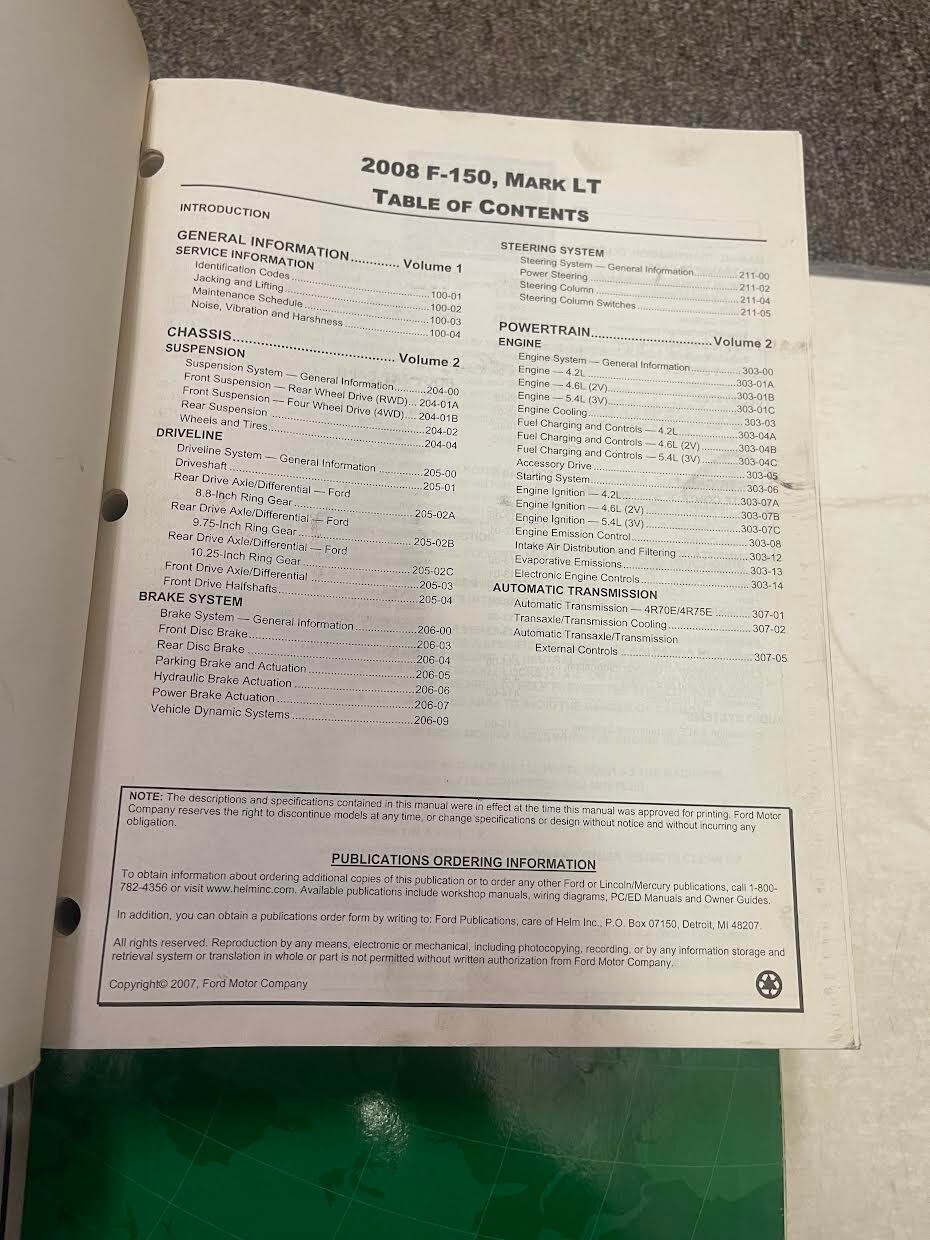 2008 F-150, MARK LT
TABLE OF CONTENTS
INTRODUCTION
GENERAL INFORMATION............ Volume 1
SERVICE INFORMATION
Identification Codes............100-01
Jacking and Lifting............100-02
Maintenance Schedule............100-03
Noise, Vibration and Harshness............100-04
CHASSIS............ Volume 2
SUSPENSION
Suspension System — General Information............204-00
Front Suspension — Rear Wheel Drive (RWD)... 204-01A
Front Suspension — Four Wheel Drive (4WD).... 204-01B
Rear Suspension ............204-02
Wheels and Tires............204-04
DRIVELINE
Driveline System — General Information ............205-00
Driveshaft ............205-01
Rear Drive Axle/Differential — Ford
8.8-Inch Ring Gear............205-02A
Rear Drive Axle/Differential — Ford
9.75-Inch Ring Gear............205-02B
Rear Drive Axle/Differential — Ford
10.25-Inch Ring Gear............205-02C
Front Drive Axle/Differential ............205-03
Front Drive Halfshafts............205-04
BRAKE SYSTEM
Brake System — General Information ............206-00
Front Disc Brake............206-03
Rear Disc Brake ............206-04
Parking Brake and Actuation............206-05
Hydraulic Brake Actuation ............206-06
Power Brake Actuation............206-07
Vehicle Dynamic Systems............206-09
STEERING SYSTEM
Steering System — General Information............211-00
Power Steering ............211-02
Steering Column ............211-04
Steering Column Switches ............211-05
POWERTRAIN............Volume 2
ENGINE
Engine System — General Information............303-00
Engine — 4.2L ............303-01A
Engine — 4.6L (2V)............303-01B
Engine — 5.4L (3V)............303-01C
Engine Cooling............303-03
Fuel Charging and Controls — 4.2L............303-04A
Fuel Charging and Controls — 4.6L (2V)............303-04B
Fuel Charging and Controls — 5.4L (3V)............303-04C
Accessory Drive ............303-05
Starting System............303-06
Engine Ignition — 4.2L............303-07A
Engine Ignition — 4.6L (2V)............303-07B
Engine Ignition — 5.4L (3V)............303-07C
Engine Emission Control............303-08
Intake Air Distribution and Filtering ............303-12
Evaporative Emissions............303-13
Electronic Engine Controls............303-14
AUTOMATIC TRANSMISSION
Automatic Transmission — 4R70E/4R75E ............307-01
Transaxle/Transmission Cooling............307-02
Automatic Transaxle/Transmission
External Controls ............307-05
NOTE: The descriptions and specifications contained in this manual were in effect at the time this manual was approved for printing. Ford Motor
Company reserves the right to discontinue models at any time, or change specifications or design without notice and without incurring any
obligation.
PUBLICATIONS ORDERING INFORMATION
To obtain information about ordering additional copies of this publication or to order any other Ford or Lincoln/Mercury publications, call 1-800-
782-4356 or visit www.helminc.com. Available publications include workshop manuals, wiring diagrams, PC/ED Manuals and Owner Guides.
In addition, you can obtain a publications order form by writing to: Ford Publications, care of Helm Inc., P.O. Box 07150, Detroit, MI 48207.
All rights reserved. Reproduction by any means, electronic or mechanical, including photocopying, recording, or by any information storage and
retrieval system or translation in whole or part is not permitted without written authorization from Ford Motor Company.
Copyright© 2007, Ford Motor Company